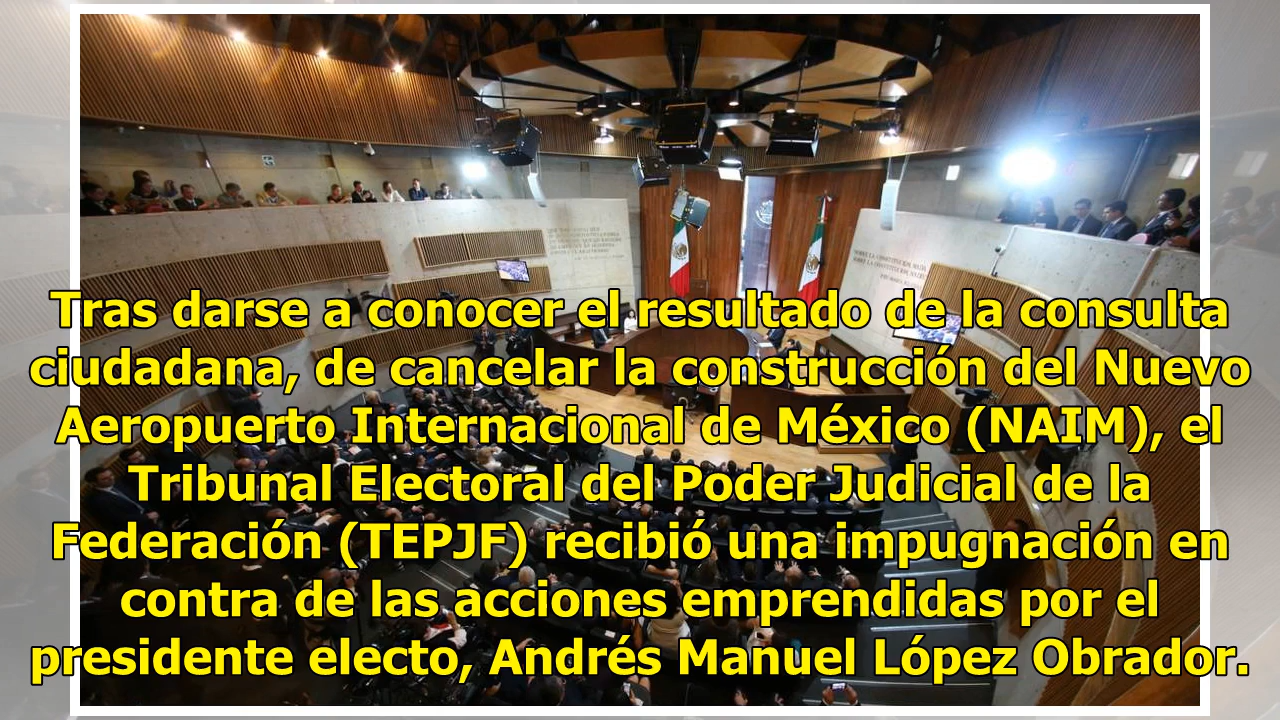 Tras darse a conocer el resultado de la consulta
ciudadana, de cancelar la construcción del Nuevo
Aeropuerto Internacional de México (NAIM), el
Tribunal Electoral del Poder Judicial de la
Federación (TEPJF) recibió una impugnación en
contra de las acciones emprendidas por el
presidente electo, Andrés Manuel López Obrador.